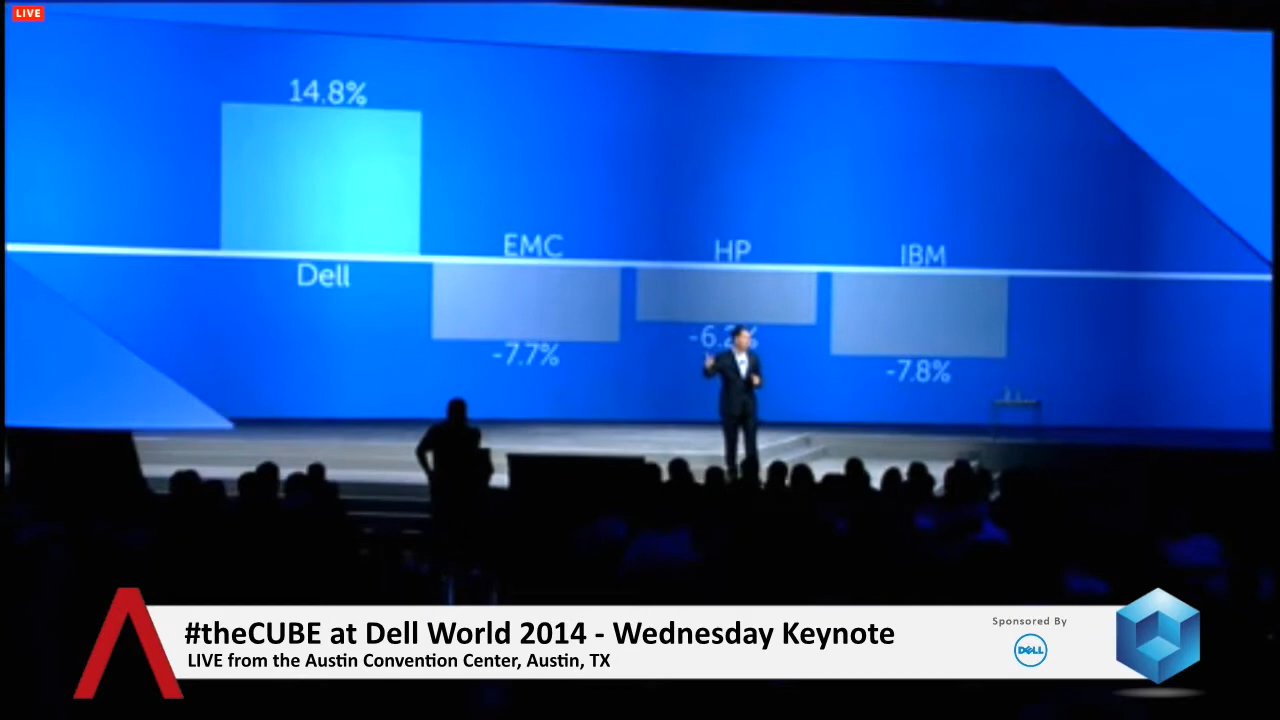 LIVE
14.8%
EMC
HP
IBM
Dell
-7.7%
-7.8%
#theCUBE at Dell World 2014 - Wednesday Keynote
LIVE from the Austin Convention Center, Austin, TX
Sponsored By
DELL